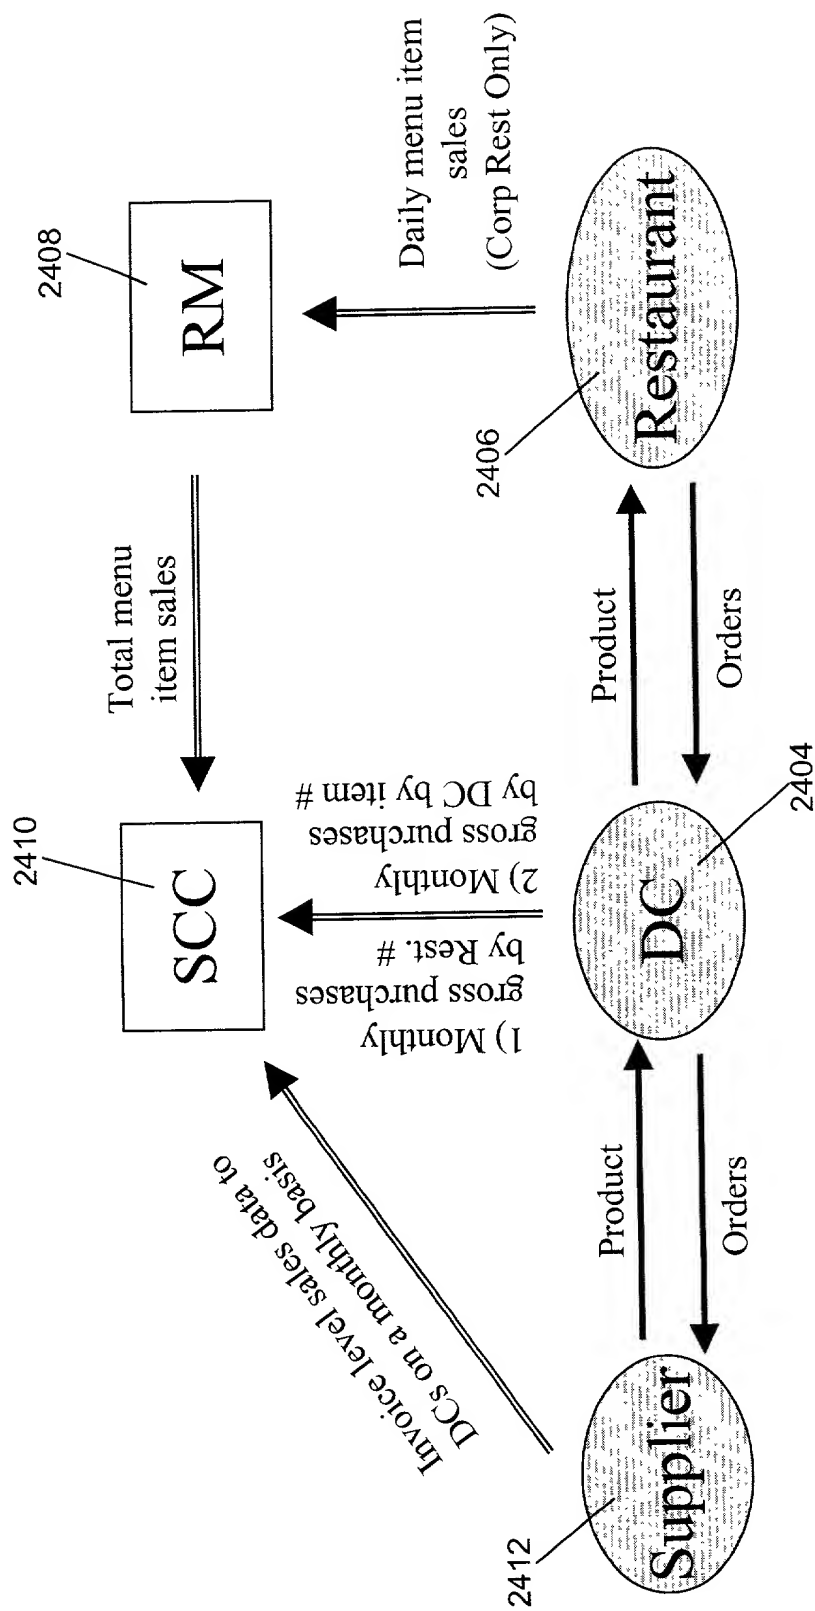 2410
SCC
Total menu
item sales
2408
RM
Invoice level sales data to
DCs on a monthly basis
1) Monthly
gross purchases
by Rest. #
2) Monthly
gross purchases
by DC by item #
Daily menu item
sales
(Corp Rest Only)
2412
Supplier
Product
Orders
DC
2404
Product
Orders
2406
Restaurant